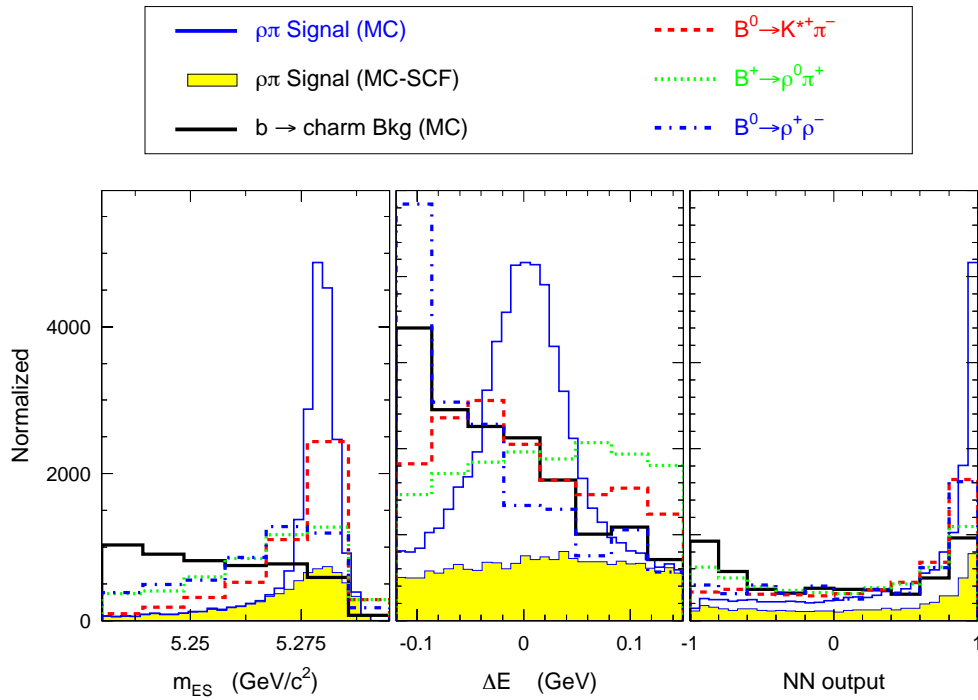 ρπ Signal (MC)
ρπ Signal (MC-SCF)
b → charm Bkg (MC)
B⁰→K*⁺π⁻
B⁺→ρ⁰π⁺
B⁰→ρ⁺ρ⁻
Normalized
4000
2000
0
5.25 5.275
-0.1 0 0.1
-1 0 1
m_ES (GeV/c²)
ΔE (GeV)
NN output